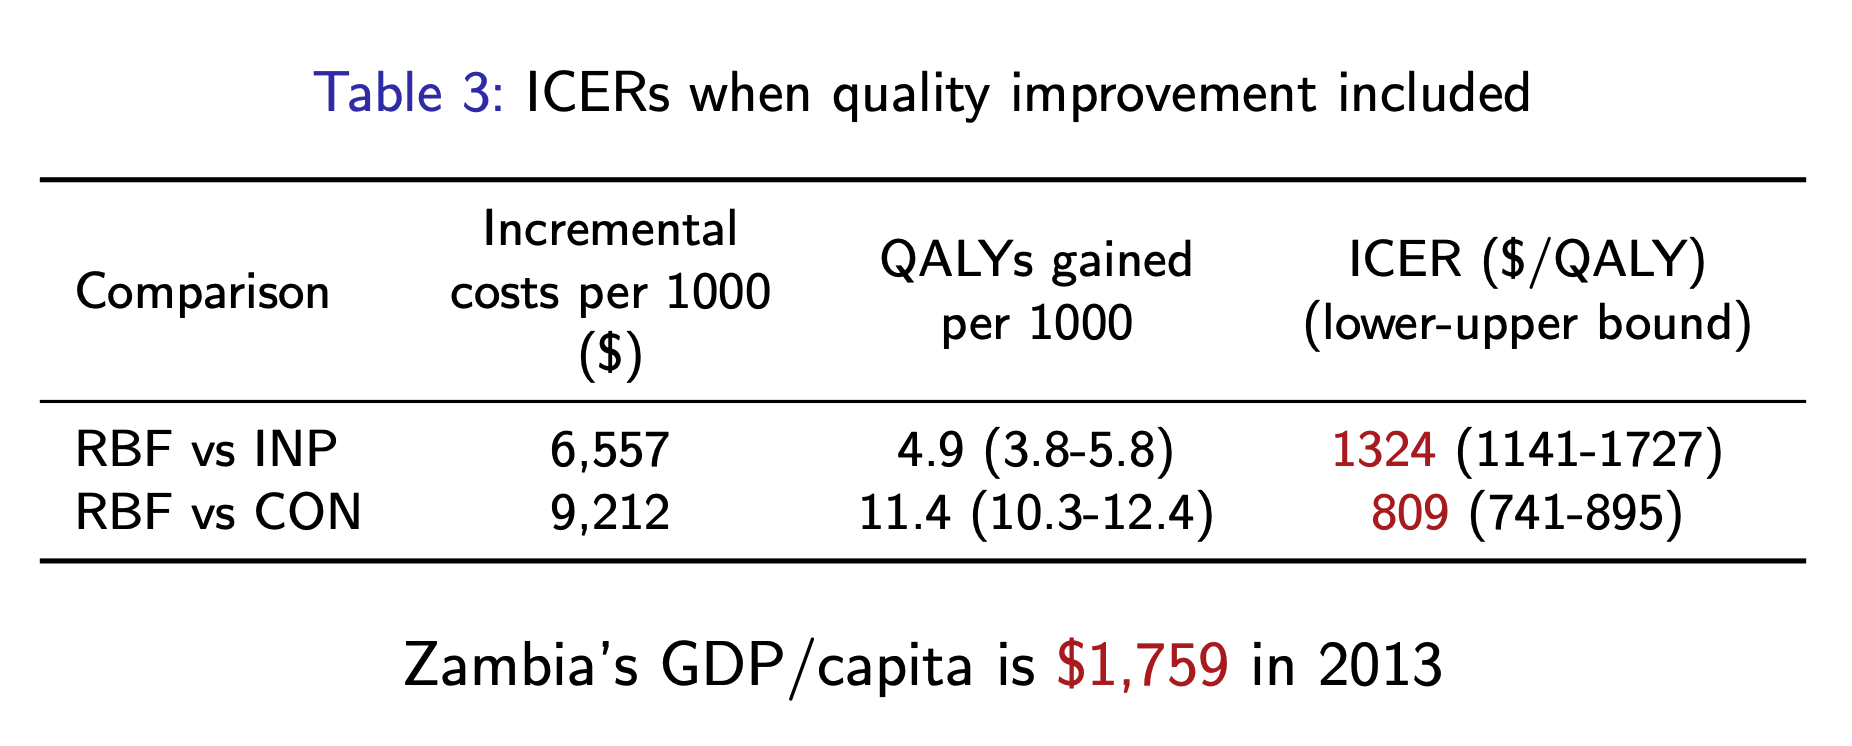 Table 3: ICERs when quality improvement included
Comparison
Incremental
costs per 1000
($)
QALYs gained
per 1000
ICER ($/QALY)
(lower-upper bound)
RBF vs INP 6,557 4.9 (3.8-5.8) 1324 (1141-1727)
RBF vs CON 9,212 11.4 (10.3-12.4) 809 (741-895)
Zambia's GDP/capita is $1,759 in 2013